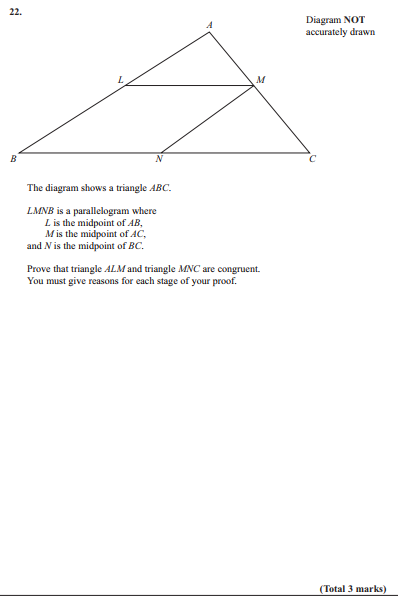 22.
Diagram NOT
accurately drawn
A
L
M
B
N
C
The diagram shows a triangle ABC.
LMNB is a parallelogram where
L is the midpoint of AB,
M is the midpoint of AC,
and N is the midpoint of BC.
Prove that triangle ALM and triangle MNC are congruent.
You must give reasons for each stage of your proof.
(Total 3 marks)